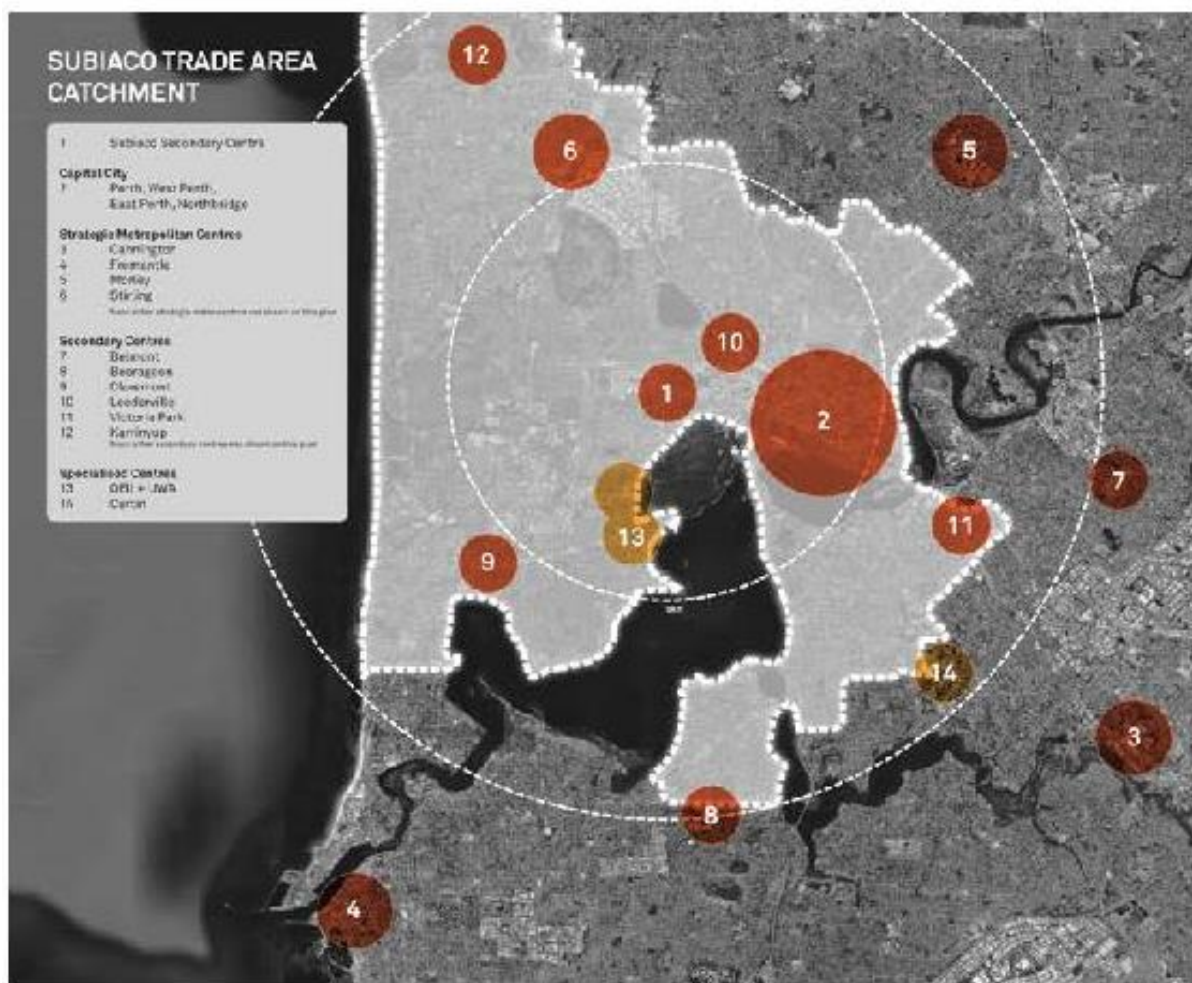 SUBIACO TRADE AREA
CATCHMENT
1 Subiaco Secondary Centre
Capital City
2 Perth, West Perth,
East Perth, Northbridge
Strategic Metropolitan Centres
3 Cannington
4 Fremantle
5 Morley
6 Stirling
Secondary Centres
7 Belmont
8 Booragoon
9 Claremont
10 Leederville
11 Victoria Park
12 Karrinyup
Specialised Centres
13 UWA
14 Curtin
12
6
5
10
1
2
7
11
13
9
14
3
8
4